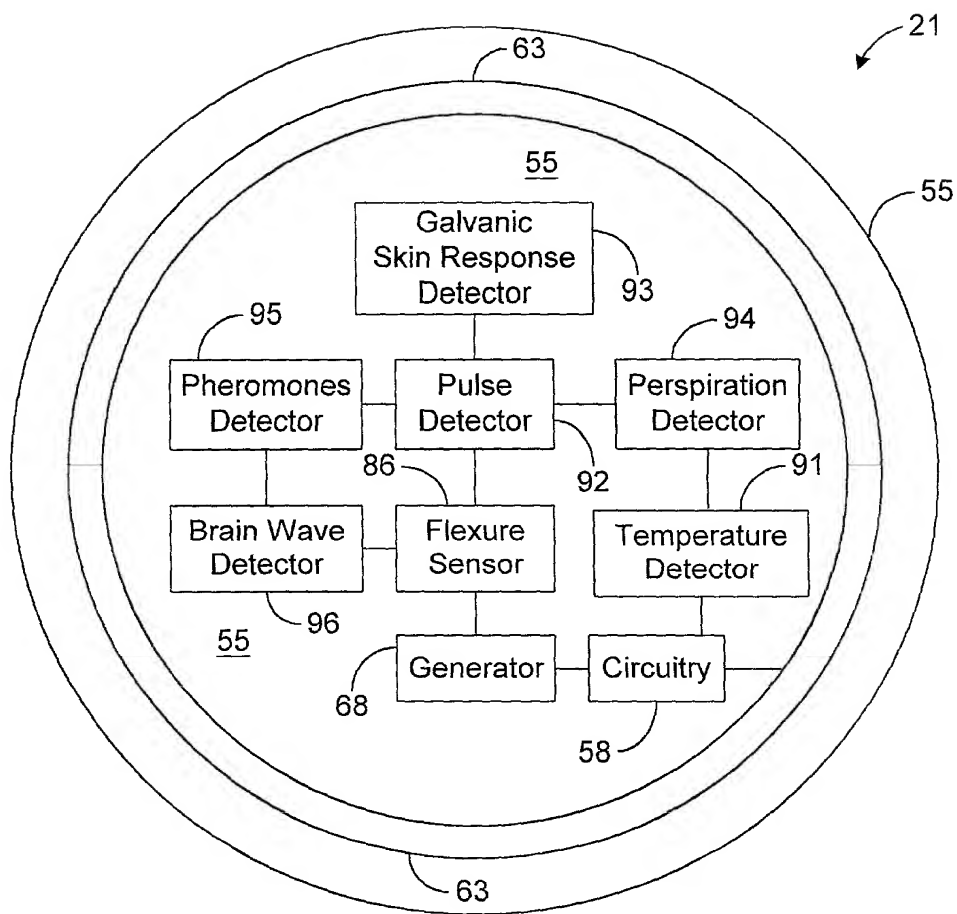 21
63
55
55
Galvanic
Skin Response
Detector
93
95
94
Pheromones
Detector
Pulse
Detector
Perspiration
Detector
86
92
91
Brain Wave
Detector
Flexure
Sensor
Temperature
Detector
96
55
68
Generator
Circuitry
58
63